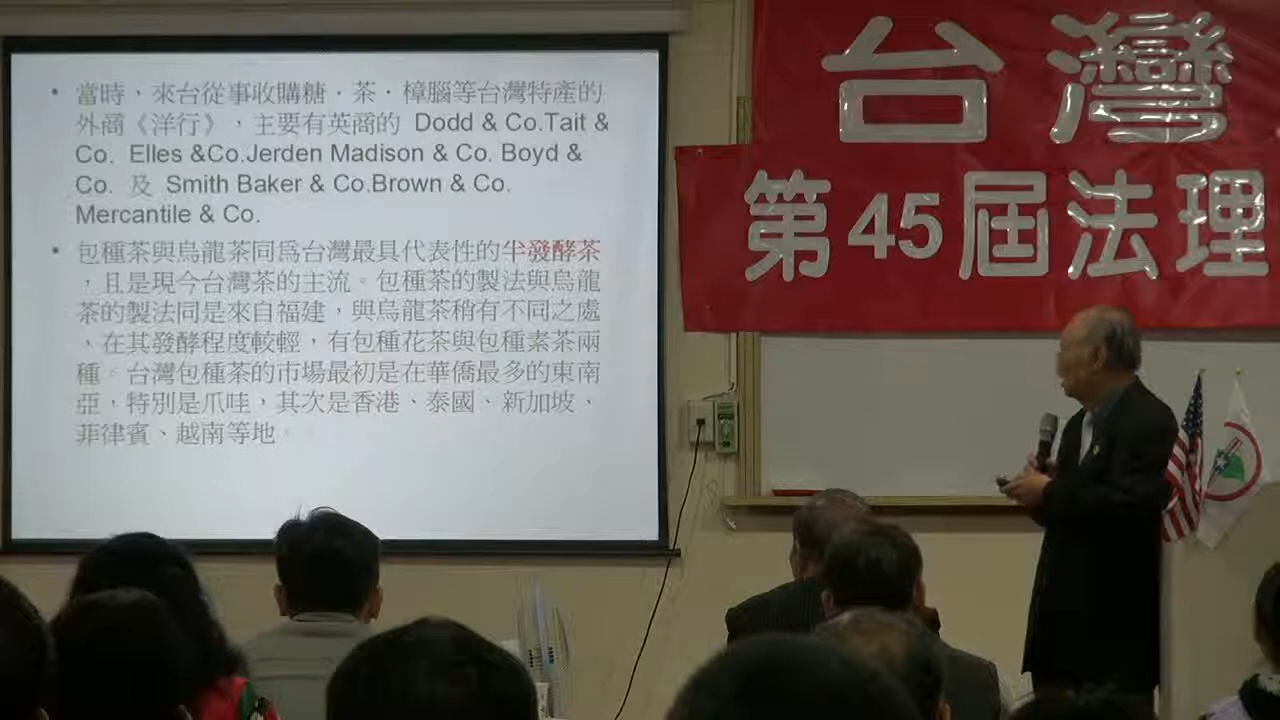 • 當時、來台從事收購糖．茶．樟腦等台灣特產的
外商《洋行》，主要有英商的 Dodd & Co.Tait &
Co. Elles &Co.Jerden Madison & Co. Boyd &
Co. 及 Smith Baker & Co.Brown & Co.
Mercantile & Co.
• 包種茶與烏龍茶同為台灣最具代表性的半發酵茶
，且是現今台灣茶的主流。包種茶的製法與烏龍
茶的製法同是來自福建，與烏龍茶稍有不同之處
、在其發酵程度較輕，有包種花茶與包種素茶兩
種。台灣包種茶的市場最初是在華僑最多的東南
亞，特別是爪哇，其次是香港、泰國、新加坡、
菲律賓、越南等地。
台灣
第45屆法理